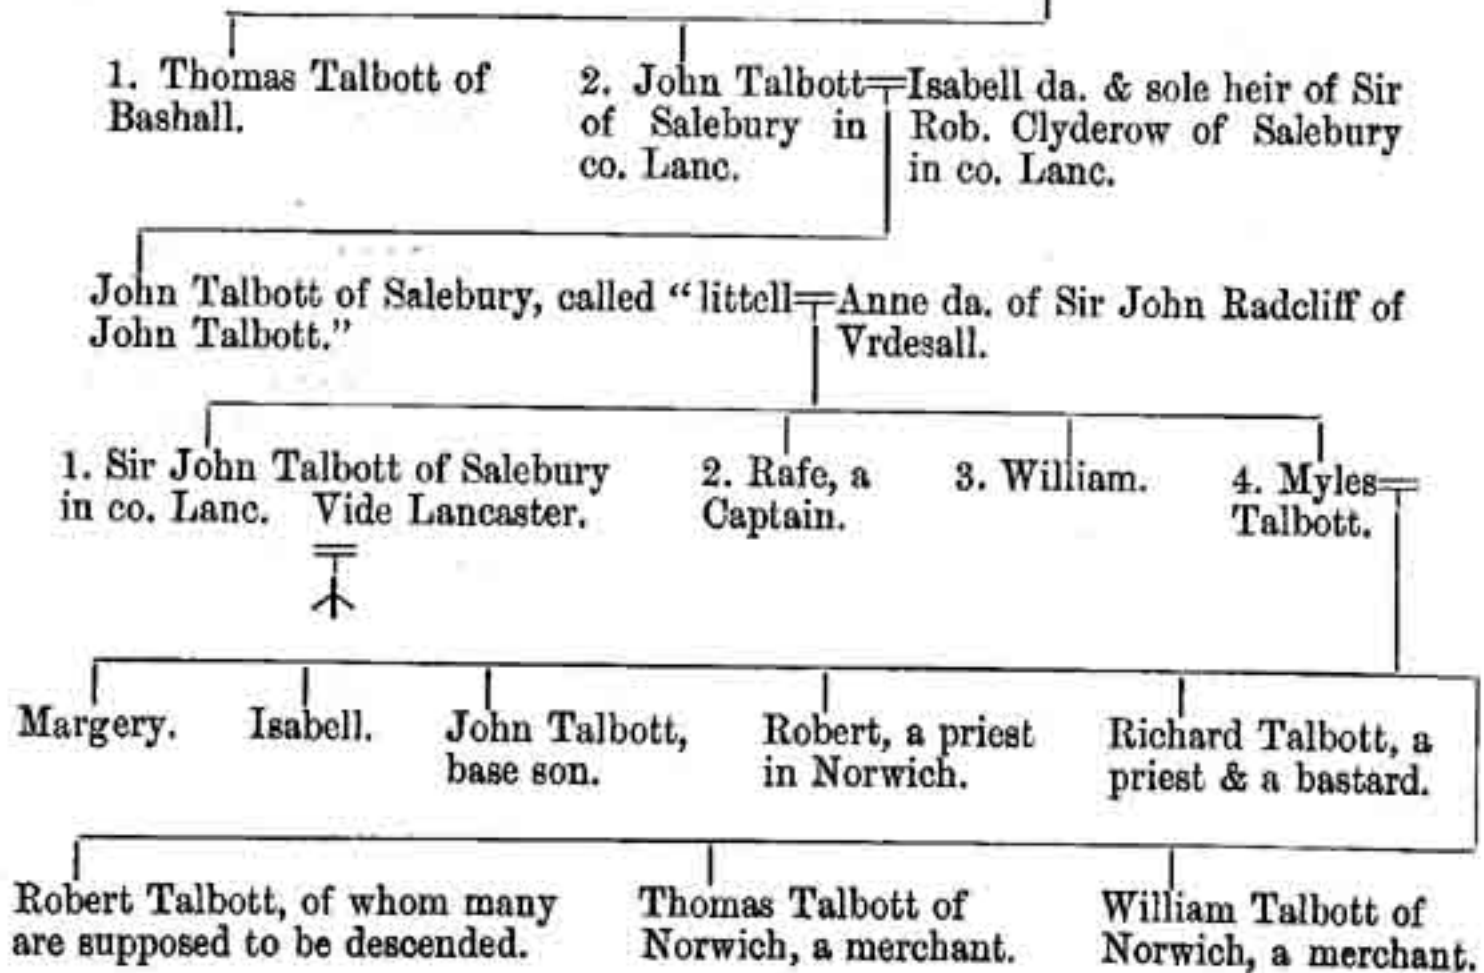 1. Thomas Talbott of
Bashall.
2. John Talbott
of Salebury in
co. Lanc.
Isabell da. & sole heir of Sir
Rob. Clyderow of Salebury
in co. Lanc.
John Talbott of Salebury, called “littell
John Talbott.”
Anne da. of Sir John Radcliff of
Vrdesall.
1. Sir John Talbott of Salebury
in co. Lanc. Vide Lancaster.
2. Rafe, a
Captain.
3. William.
4. Myles
Talbott.
Margery.
Isabell.
John Talbott,
base son.
Robert, a priest
in Norwich.
Richard Talbott, a
priest & a bastard.
Robert Talbott, of whom many
are supposed to be descended.
Thomas Talbott of
Norwich, a merchant.
William Talbott of
Norwich, a merchant.